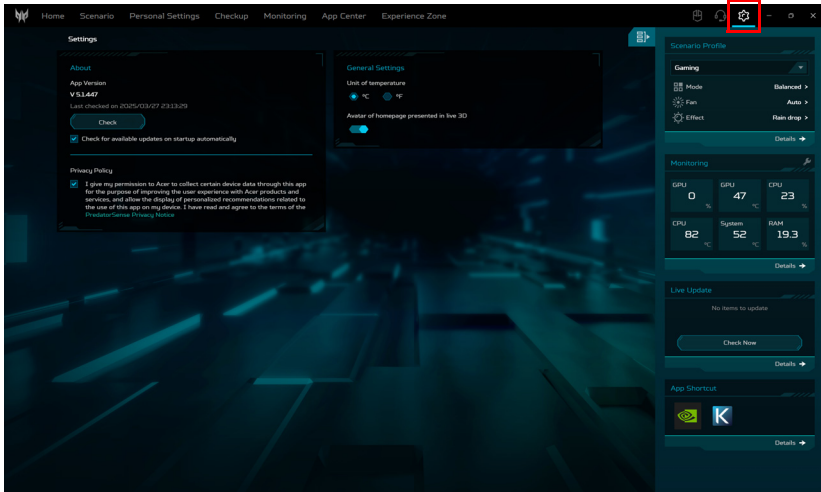 Home Scenario Personal Settings Checkup Monitoring App Center Experience Zone
Settings
About
App Version
V 5.1.447
Last checked on 2025/03/27 23:13:29
Check
Check for available updates on startup automatically
Privacy Policy
I give my permission to Acer to collect certain device data through this app
for the purpose of improving the user experience with Acer products and
services, and allow the display of personalized recommendations related to
the use of this app on my device. I have read and agree to the terms of the
PredatorSense Privacy Notice
General Settings
Unit of temperature
°C °F
Avatar of homepage presented in live 3D
Scenario Profile
Gaming
Mode Balanced >
Fan Auto >
Effect Rain drop >
Details →
Monitoring
GPU GPU CPU
0 % 47 °C 23 %
CPU System RAM
82 °C 52 °C 19.3 %
Details →
Live Update
No items to update
Check Now
Details →
App Shortcut
K
Details →